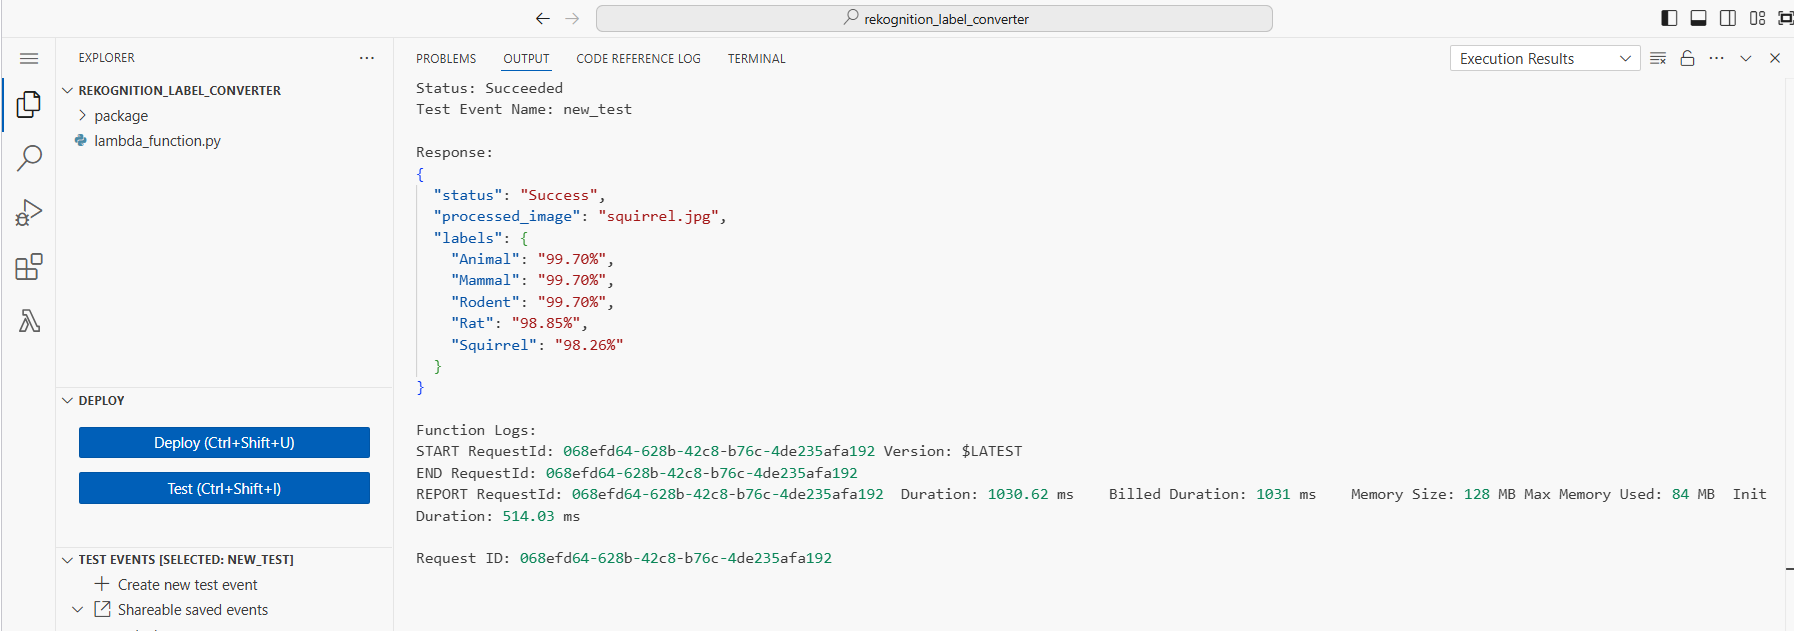 rekognition_label_converter
EXPLORER
REKOGNITION_LABEL_CONVERTER
package
lambda_function.py
DEPLOY
Deploy (Ctrl+Shift+U)
Test (Ctrl+Shift+I)
TEST EVENTS [SELECTED: NEW_TEST]
Create new test event
Shareable saved events
PROBLEMS OUTPUT CODE REFERENCE LOG TERMINAL
Execution Results
Status: Succeeded
Test Event Name: new_test
Response:
{
"status": "Success",
"processed_image": "squirrel.jpg",
"labels": {
"Animal": "99.70%",
"Mammal": "99.70%",
"Rodent": "99.70%",
"Rat": "98.85%",
"Squirrel": "98.26%"
}
}
Function Logs:
START RequestId: 068efd64-628b-42c8-b76c-4de235afa192 Version: $LATEST
END RequestId: 068efd64-628b-42c8-b76c-4de235afa192
REPORT RequestId: 068efd64-628b-42c8-b76c-4de235afa192 Duration: 1030.62 ms Billed Duration: 1031 ms Memory Size: 128 MB Max Memory Used: 84 MB Init
Duration: 514.03 ms
Request ID: 068efd64-628b-42c8-b76c-4de235afa192